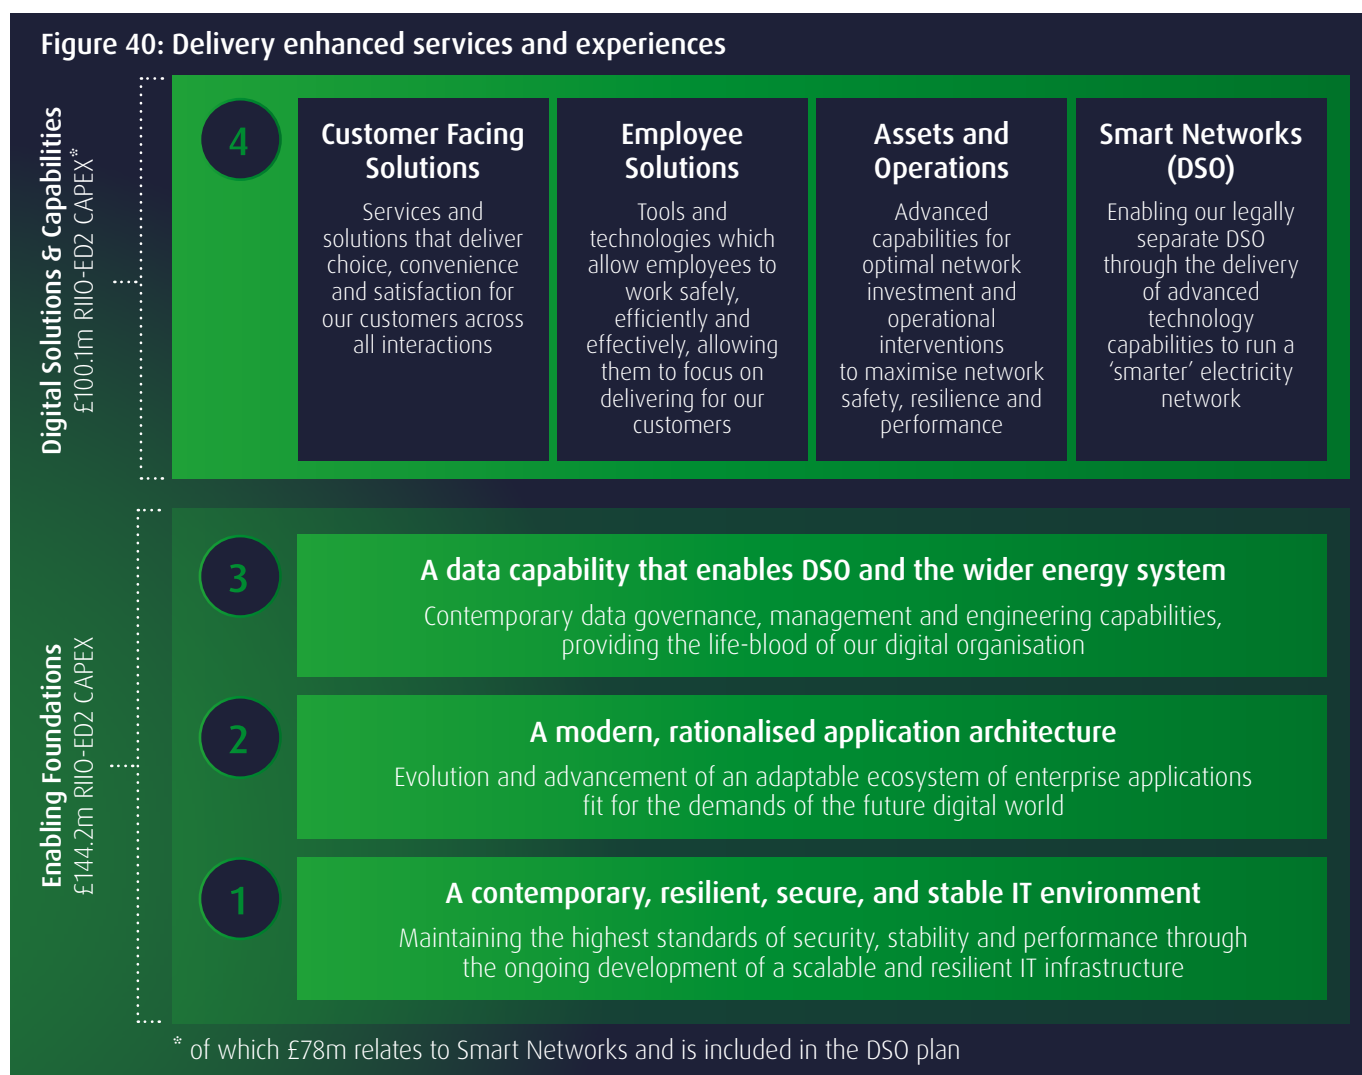 Figure 40: Delivery enhanced services and experiences
Digital Solutions & Capabilities
£100.1m RIIO-ED2 CAPEX*
4
Customer Facing
Solutions
Services and
solutions that deliver
choice, convenience
and satisfaction for
our customers across
all interactions
Employee
Solutions
Tools and
technologies which
allow employees to
work safely,
efficiently and
effectively, allowing
them to focus on
delivering for our
customers
Assets and
Operations
Advanced
capabilities for
optimal network
investment and
operational
interventions
to maximise network
safety, resilience and
performance
Smart Networks
(DSO)
Enabling our legally
separate DSO
through the delivery
of advanced
technology
capabilities to run a
‘smarter’ electricity
network
Enabling Foundations
£144.2m RIIO-ED2 CAPEX
3
A data capability that enables DSO and the wider energy system
Contemporary data governance, management and engineering capabilities,
providing the life-blood of our digital organisation
2
A modern, rationalised application architecture
Evolution and advancement of an adaptable ecosystem of enterprise applications
fit for the demands of the future digital world
1
A contemporary, resilient, secure, and stable IT environment
Maintaining the highest standards of security, stability and performance through
the ongoing development of a scalable and resilient IT infrastructure
* of which £78m relates to Smart Networks and is included in the DSO plan